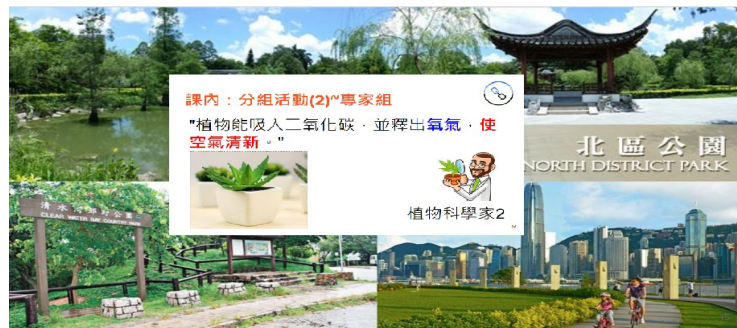 課內：分組活動(2)~專家組
"植物能吸入二氧化碳，並釋出氧氣，使
空氣清新。"
植物科學家2
北區公園
NORTH DISTRICT PARK
清水灣郊野公園
CLEAR WATER BAY COUNTRY PARK